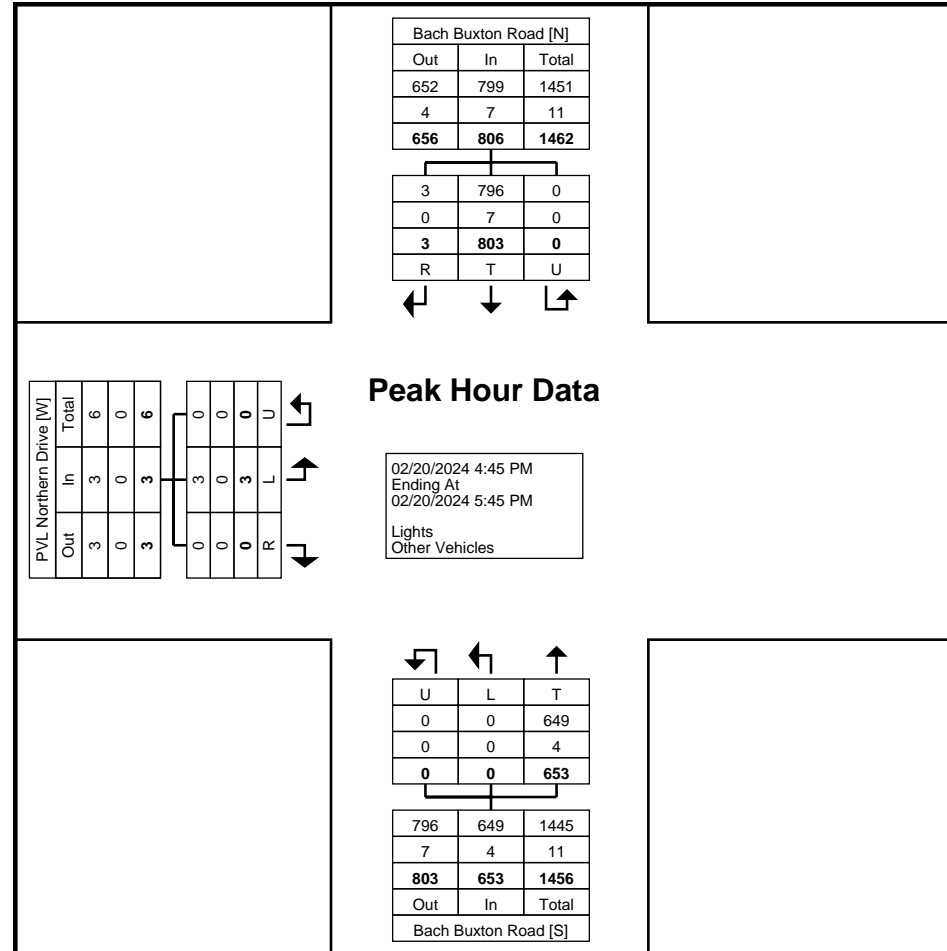 Bach Buxton Road [N]
Out In Total
652 799 1451
4 7 11
656 806 1462
3 796 0
0 7 0
3 803 0
R T U
Peak Hour Data
02/20/2024 4:45 PM
Ending At
02/20/2024 5:45 PM
Lights
Other Vehicles
PVL Northern Drive [W]
Out In Total
3 3 6
0 0 0
3 3 6
0 3 0
0 0 0
0 3 0
R L U
U L T
0 0 649
0 0 4
0 0 653
796 649 1445
7 4 11
803 653 1456
Out In Total
Bach Buxton Road [S]